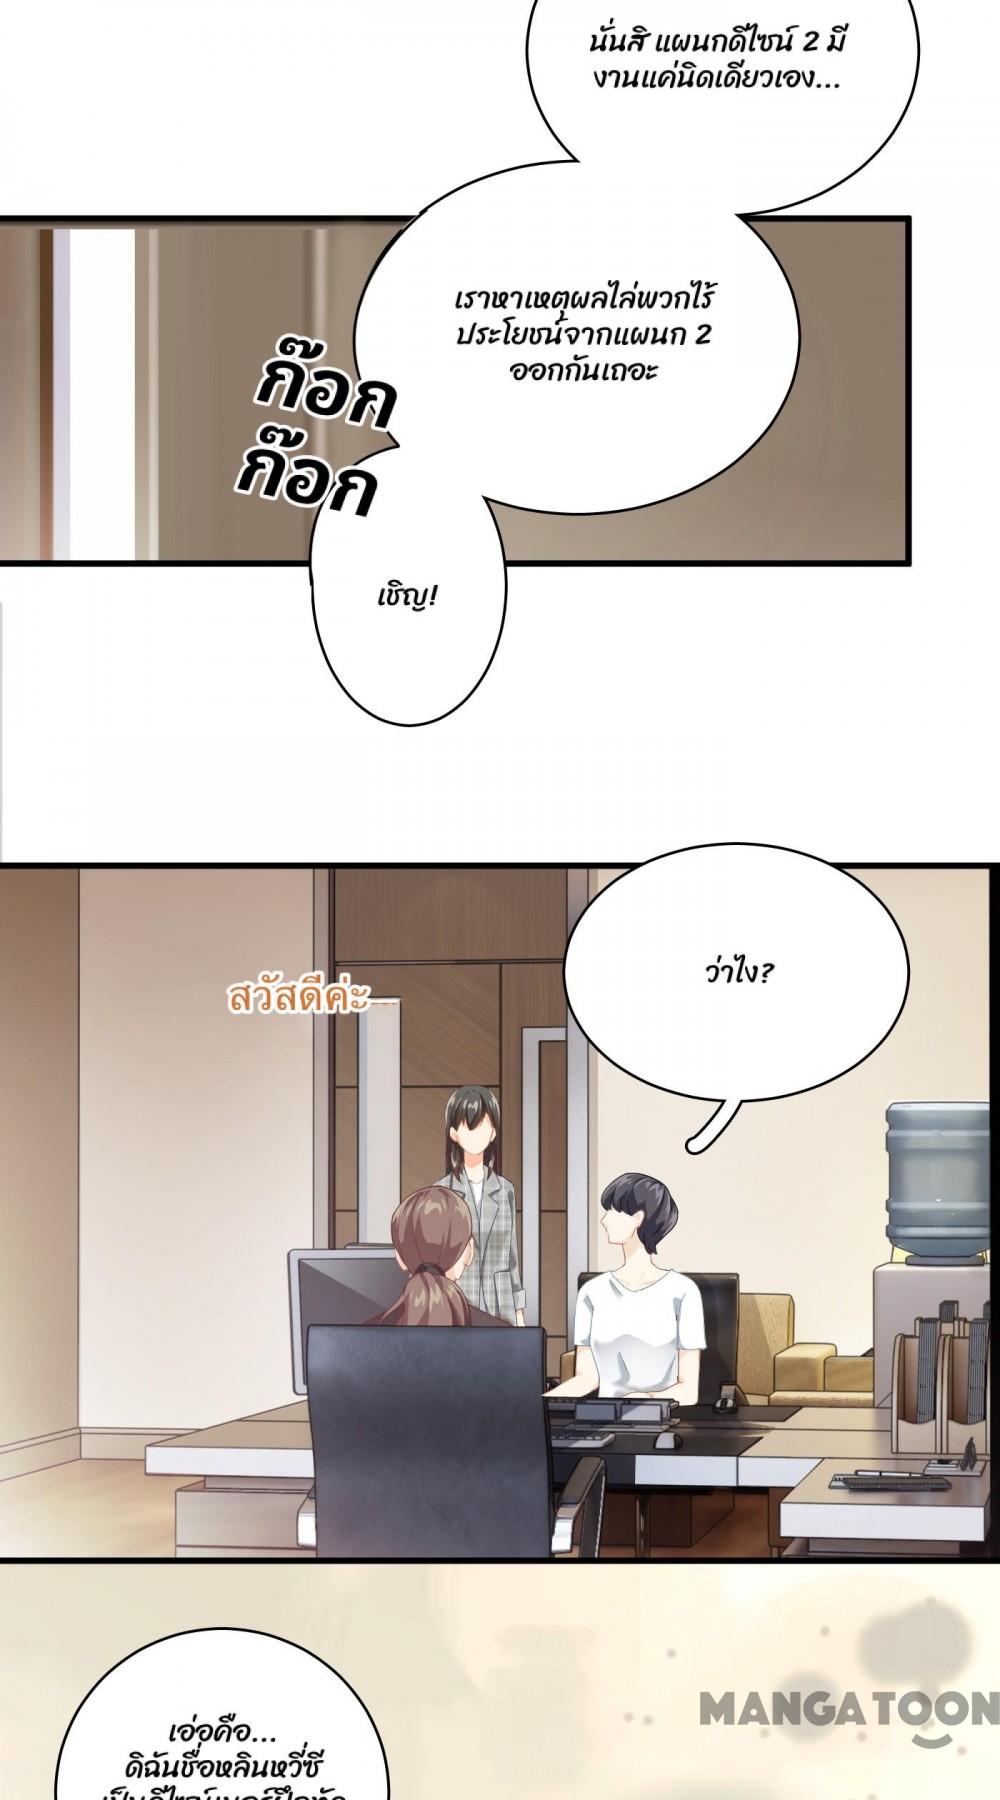 นั่นสิ แผนกดีไซน์ 2 มี
งานแค่นิดเดียวเอง...
เราหาเหตุผลไล่พวกไร้
ประโยชน์จากแผนก 2
ออกกันเถอะ
ก๊อก
ก๊อก
เชิญ!
ว่าไง?
สวัสดีค่ะ
MANGATOON
เอ่อคือ...
ดิฉันชื่อหลินหวี่ซี